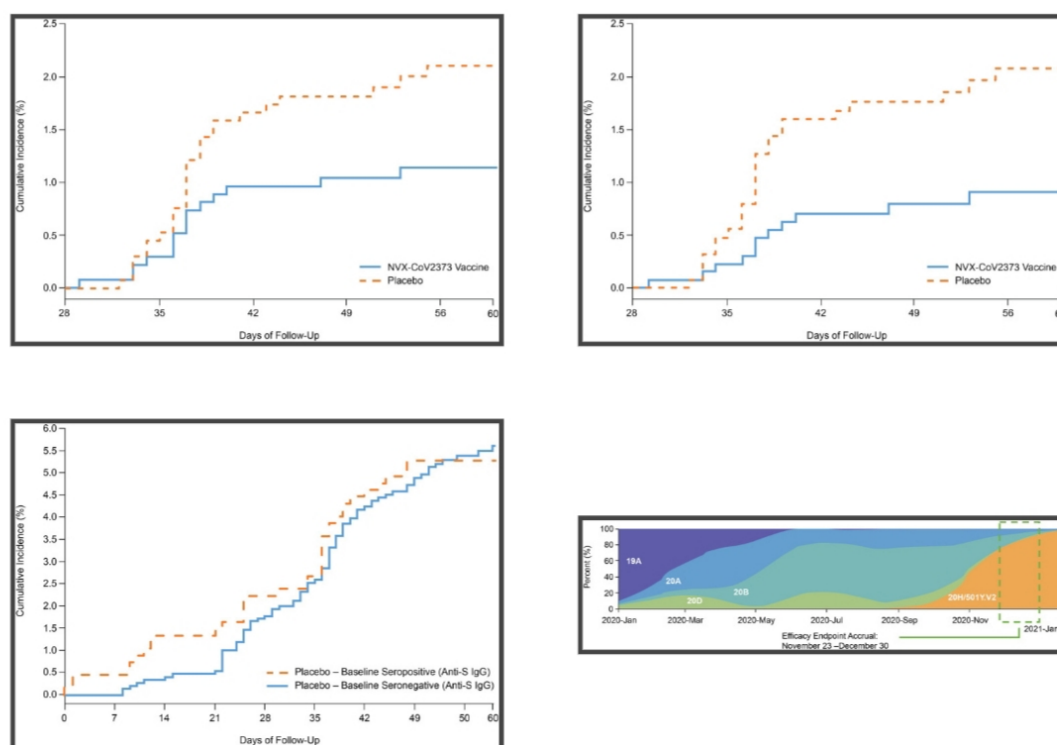 2.5
2.0
1.5
1.0
0.5
0.0
Cumulative Incidence (%)
NVX-CoV2373 Vaccine
Placebo
28 35 42 49 56 60
Days of Follow-Up
2.5
2.0
1.5
1.0
0.5
0.0
Cumulative Incidence (%)
NVX-CoV2373 Vaccine
Placebo
28 35 42 49 56 6
Days of Follow-Up
6.0
5.5
5.0
4.5
4.0
3.5
3.0
2.5
2.0
1.5
1.0
0.5
0.0
Cumulative Incidence (%)
Placebo – Baseline Seropositive (Anti-S IgG)
Placebo – Baseline Seronegative (Anti-S IgG)
0 7 14 21 28 35 42 50 60
Days of Follow-Up
100
80
60
40
20
0
Percent (%)
19A
20A
20B
20D
20H/501Y.V2
2020-Jan 2020-Mar 2020-May 2020-Jul 2020-Sep 2020-Nov 2021-Jan
Efficacy Endpoint Accrual:
November 23 –December 30